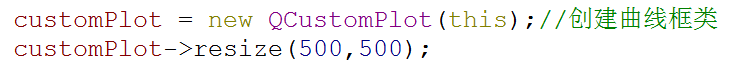 customPlot = new QCustomPlot(this);//创建曲线框类
customPlot->resize(500,500);